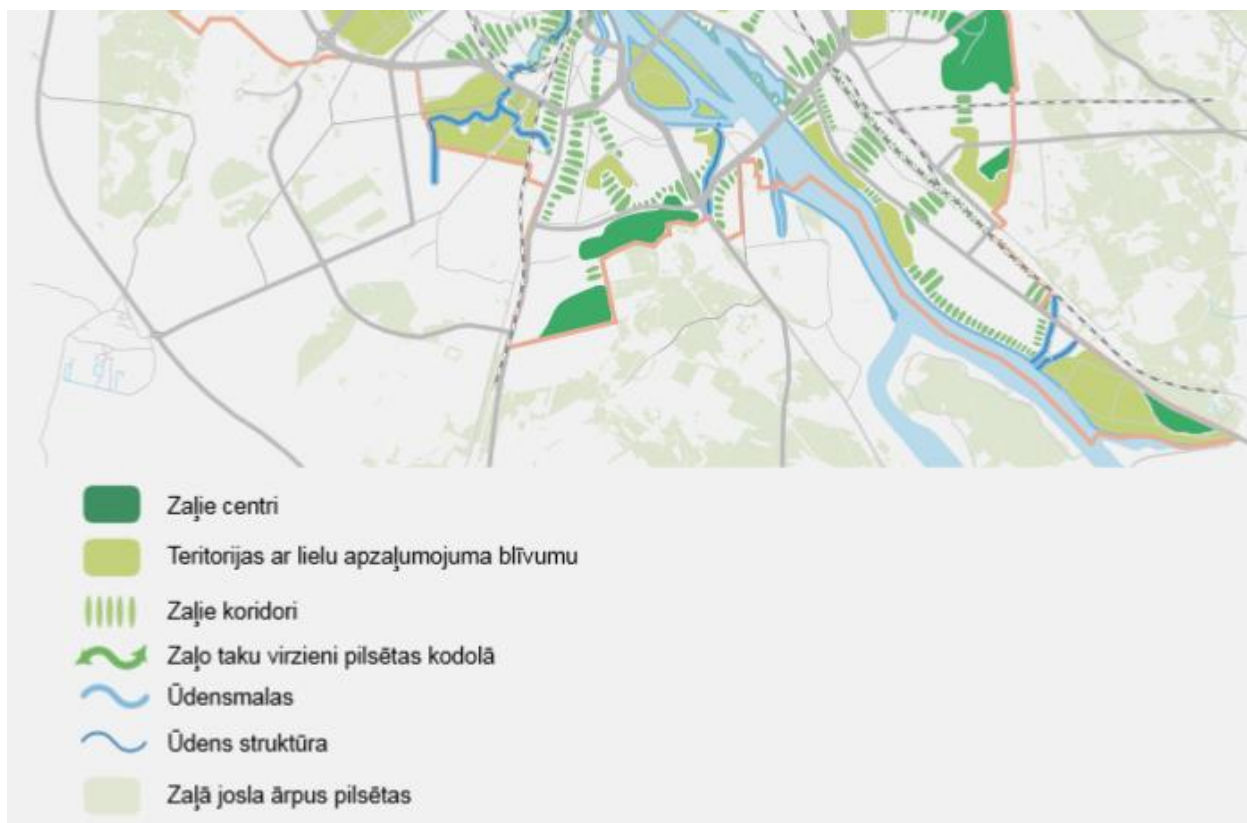 Zaļie centri
Teritorijas ar lielu apzaļumojuma blīvumu
Zaļie koridori
Zaļo taku virzieni pilsētas kodolā
Ūdensmalas
Ūdens struktūra
Zaļā josla ārpus pilsētas